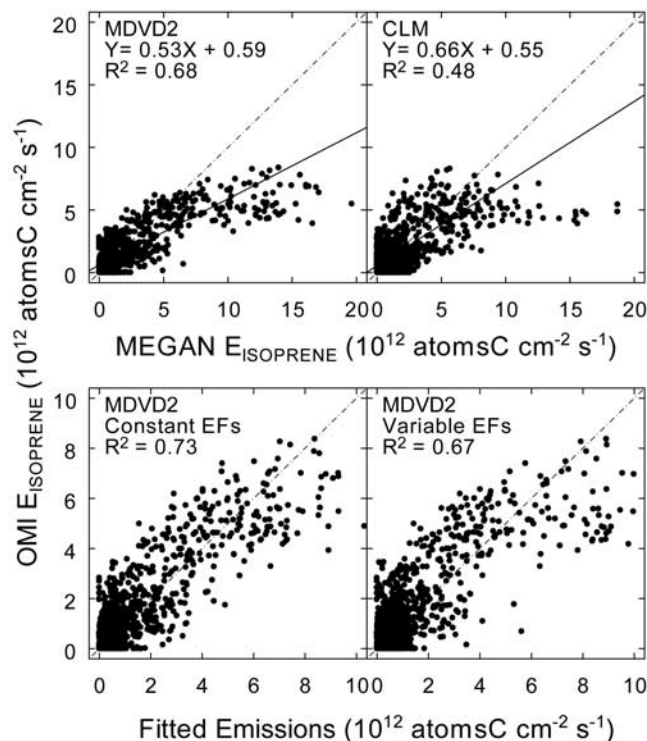 MDVD2
Y= 0.53X + 0.59
R² = 0.68
CLM
Y= 0.66X + 0.55
R² = 0.48
20
15
10
5
0
0
5
10
15
20
5
10
15
20
MEGAN E_ISOPRENE (10¹² atomsC cm⁻² s⁻¹)
OMI E_ISOPRENE (10¹² atomsC cm⁻² s⁻¹)
MDVD2
Constant EFs
R² = 0.73
MDVD2
Variable EFs
R² = 0.67
10
8
6
4
2
0
0
2
4
6
8
10
2
4
6
8
10
Fitted Emissions (10¹² atomsC cm⁻² s⁻¹)